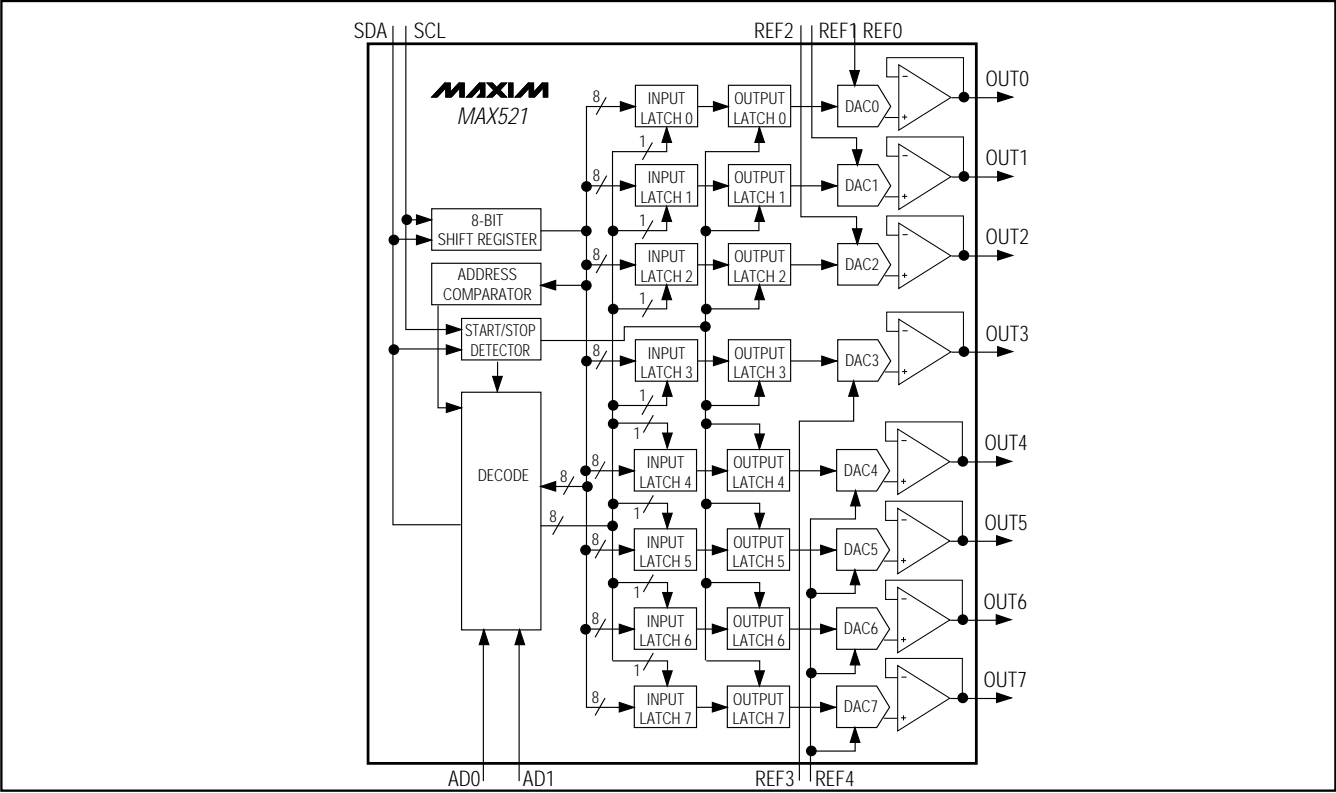 SDA SCL REF2 REF1 REF0
MAXIM
MAX521
8 INPUT LATCH 0 OUTPUT LATCH 0 DAC0 - + OUT0
1
8 INPUT LATCH 1 OUTPUT LATCH 1 DAC1 - + OUT1
1
8-BIT
SHIFT REGISTER
8 INPUT LATCH 2 OUTPUT LATCH 2 DAC2 - + OUT2
1
ADDRESS
COMPARATOR
START/STOP
DETECTOR
8 INPUT LATCH 3 OUTPUT LATCH 3 DAC3 - + OUT3
1
1
8 INPUT LATCH 4 OUTPUT LATCH 4 DAC4 - + OUT4
DECODE
8
1
8
8 INPUT LATCH 5 OUTPUT LATCH 5 DAC5 - + OUT5
1
8 INPUT LATCH 6 OUTPUT LATCH 6 DAC6 - + OUT6
1
8 INPUT LATCH 7 OUTPUT LATCH 7 DAC7 - + OUT7
AD0 AD1 REF3 REF4